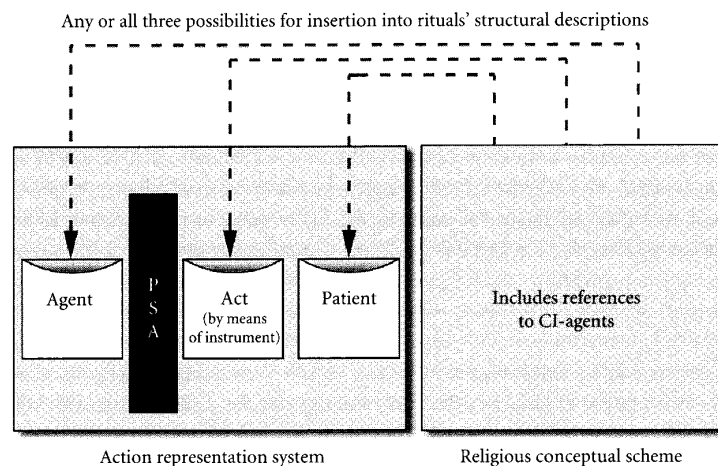 Any or all three possibilities for insertion into rituals' structural descriptions
Agent
P
S
A
Act
(by means
of instrument)
Patient
Includes references
to CI-agents
Action representation system
Religious conceptual scheme